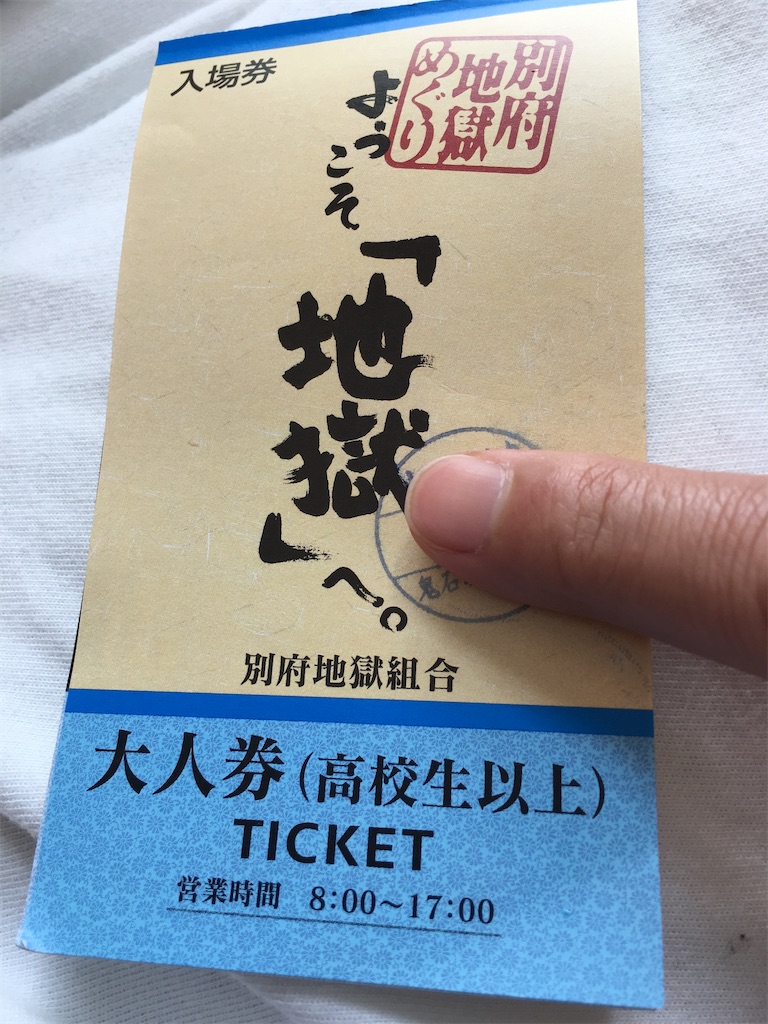 入場券
別府
地獄
めぐり
ようこそ
「地獄」へ。
別府地獄組合
大人券(高校生以上)
TICKET
営業時間 8:00~17:00